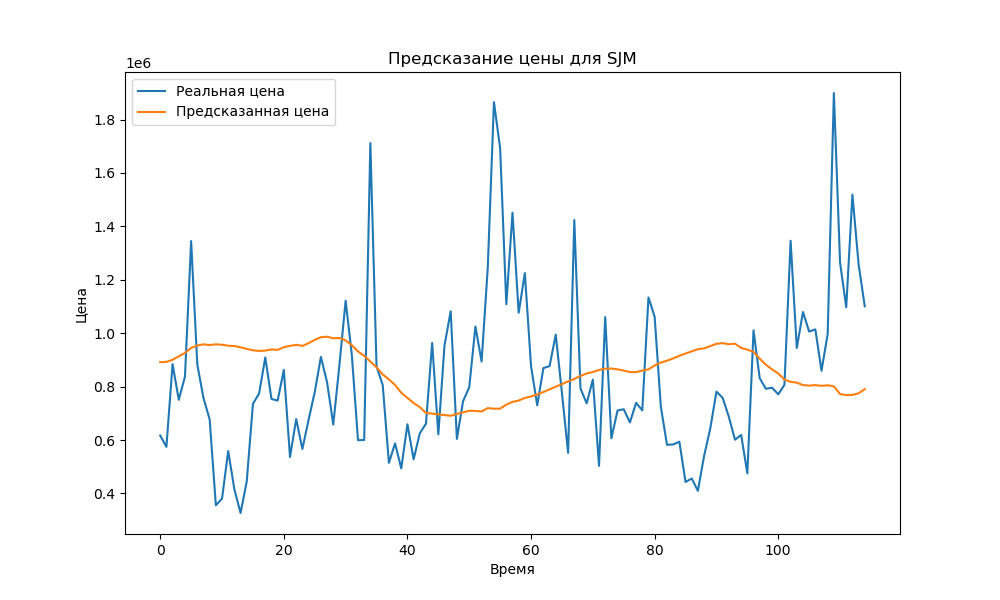 Предсказание цены для SJM
1e6
Реальная цена
Предсказанная цена
1.8
1.6
1.4
1.2
1.0
0.8
0.6
0.4
Цена
0 20 40 60 80 100
Время